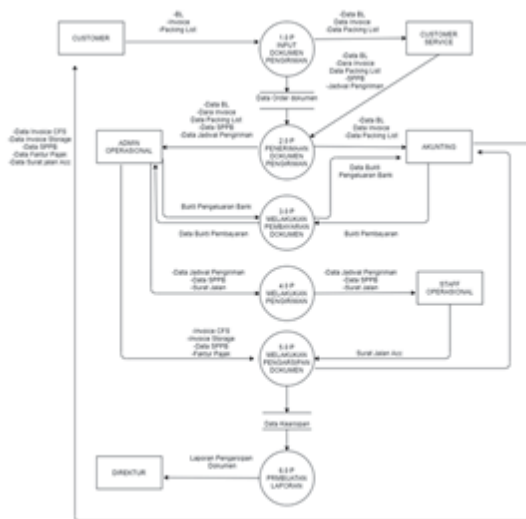 -BL
-Invoice
-Packing List
CUSTOMER
1.0 P
INPUT
DOKUMEN
PENGIRIMAN
-Data BL
Data Invoice
-Data Packing List
CUSTOMER
SERVICE
-Data BL
-Dara Invoice
Data Packing List
-SPPB
-Jadwal Pengiriman
Data Order dokumen
-Data BL
-Dara Invoice
Data Packing List
-Data SPPB
-Data Jadwal Pengiriman
-Data Invoice CFS
-Data Invoice Storage
-Data SPPB
-Data Faktur Pajak
-Data Surat jalan Acc
ADMIN
OPERASIONAL
2.0 P
PENERIMAAN
DOKUMEN
PENGIRIMAN
-Data BL
Data Invoice
-Data Packing List
AKUNTING
Data Bunti
Pengeluaran Bank
Bunti Pengeluaran Bank
3.0 P
MELAKUKAN
PEMBAYARAN
DOKUMEN
Data Bunti Pembayaran
Bunti Pembayaran
-Data Jadwal Pengiriman
-Data SPPB
-Surat Jalan
4.0 P
MELAKUKAN
PENGIRIMAN
-Data Jadwal Pengiriman
-Data SPPB
-Surat Jalan
STAFF
OPERASIONAL
-Invoice CFS
-Invoice Storage
-Data SPPB
-Faktur Pajak
5.0 P
MELAKUKAN
PENGARSIPAN
DOKUMEN
Surat Jalan Acc
Data Kearsipan
DIREKTUR
Laporan Pengarsipan
Dokumen
6.0 P
PEMBUATAN
LAPORAN